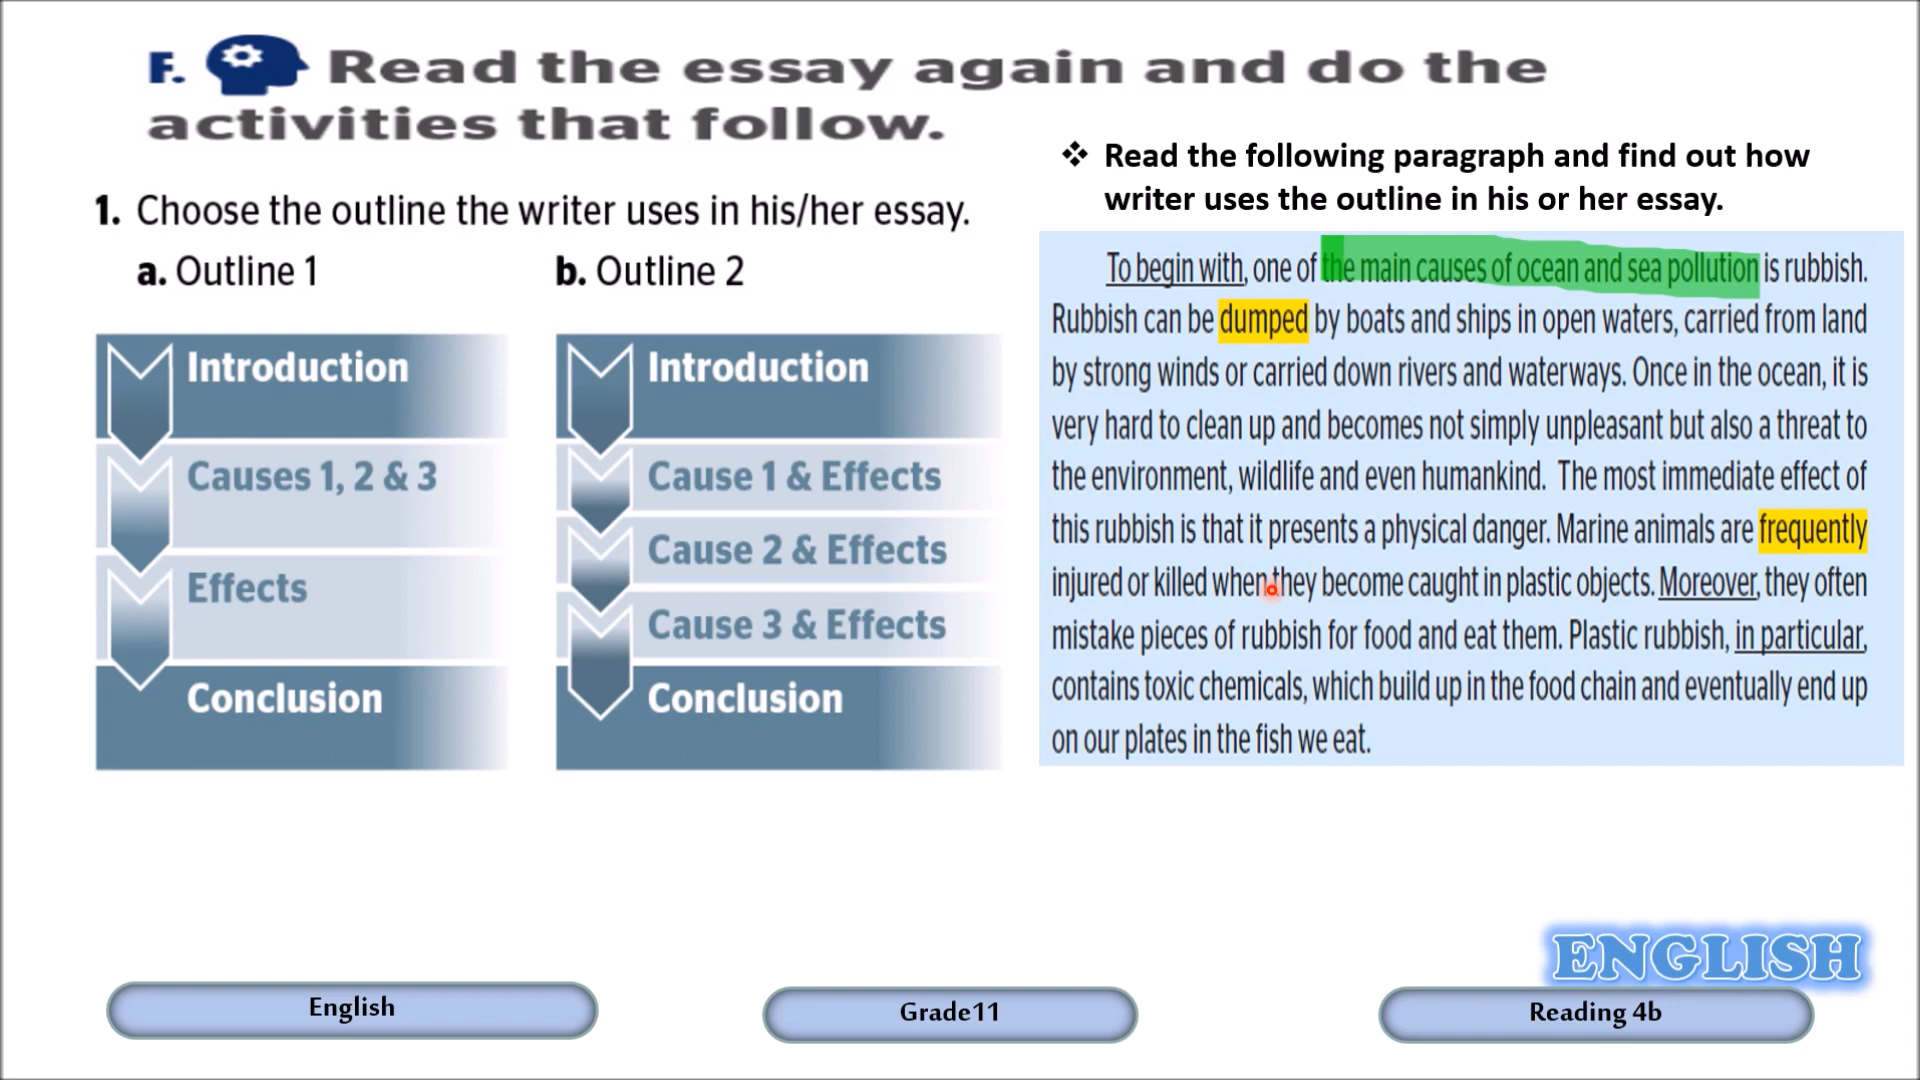 F. Read the essay again and do the
activities that follow.
1. Choose the outline the writer uses in his/her essay.
a. Outline 1
b. Outline 2
Introduction
Causes 1, 2 & 3
Effects
Conclusion
Introduction
Cause 1 & Effects
Cause 2 & Effects
Cause 3 & Effects
Conclusion
❖ Read the following paragraph and find out how
writer uses the outline in his or her essay.
To begin with, one of the main causes of ocean and sea pollution is rubbish.
Rubbish can be dumped by boats and ships in open waters, carried from land
by strong winds or carried down rivers and waterways. Once in the ocean, it is
very hard to clean up and becomes not simply unpleasant but also a threat to
the environment, wildlife and even humankind. The most immediate effect of
this rubbish is that it presents a physical danger. Marine animals are frequently
injured or killed when they become caught in plastic objects. Moreover, they often
mistake pieces of rubbish for food and eat them. Plastic rubbish, in particular,
contains toxic chemicals, which build up in the food chain and eventually end up
on our plates in the fish we eat.
ENGLISH
English
Grade11
Reading 4b